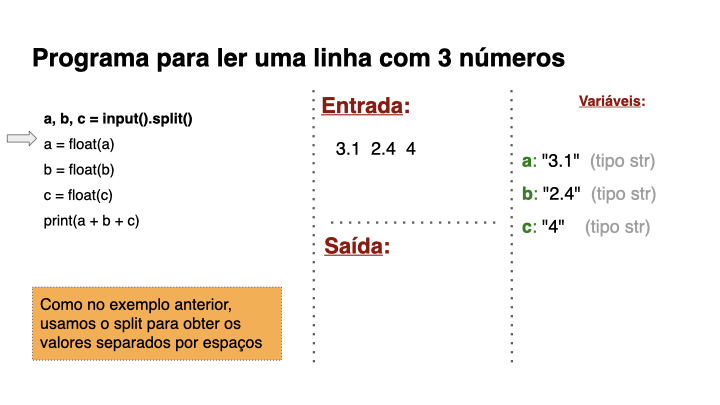 Programa para ler uma linha com 3 números
a, b, c = input().split()
a = float(a)
b = float(b)
c = float(c)
print(a + b + c)
Como no exemplo anterior,
usamos o split para obter os
valores separados por espaços
Entrada:
3.1 2.4 4
Saída:
Variáveis:
a: "3.1" (tipo str)
b: "2.4" (tipo str)
c: "4" (tipo str)